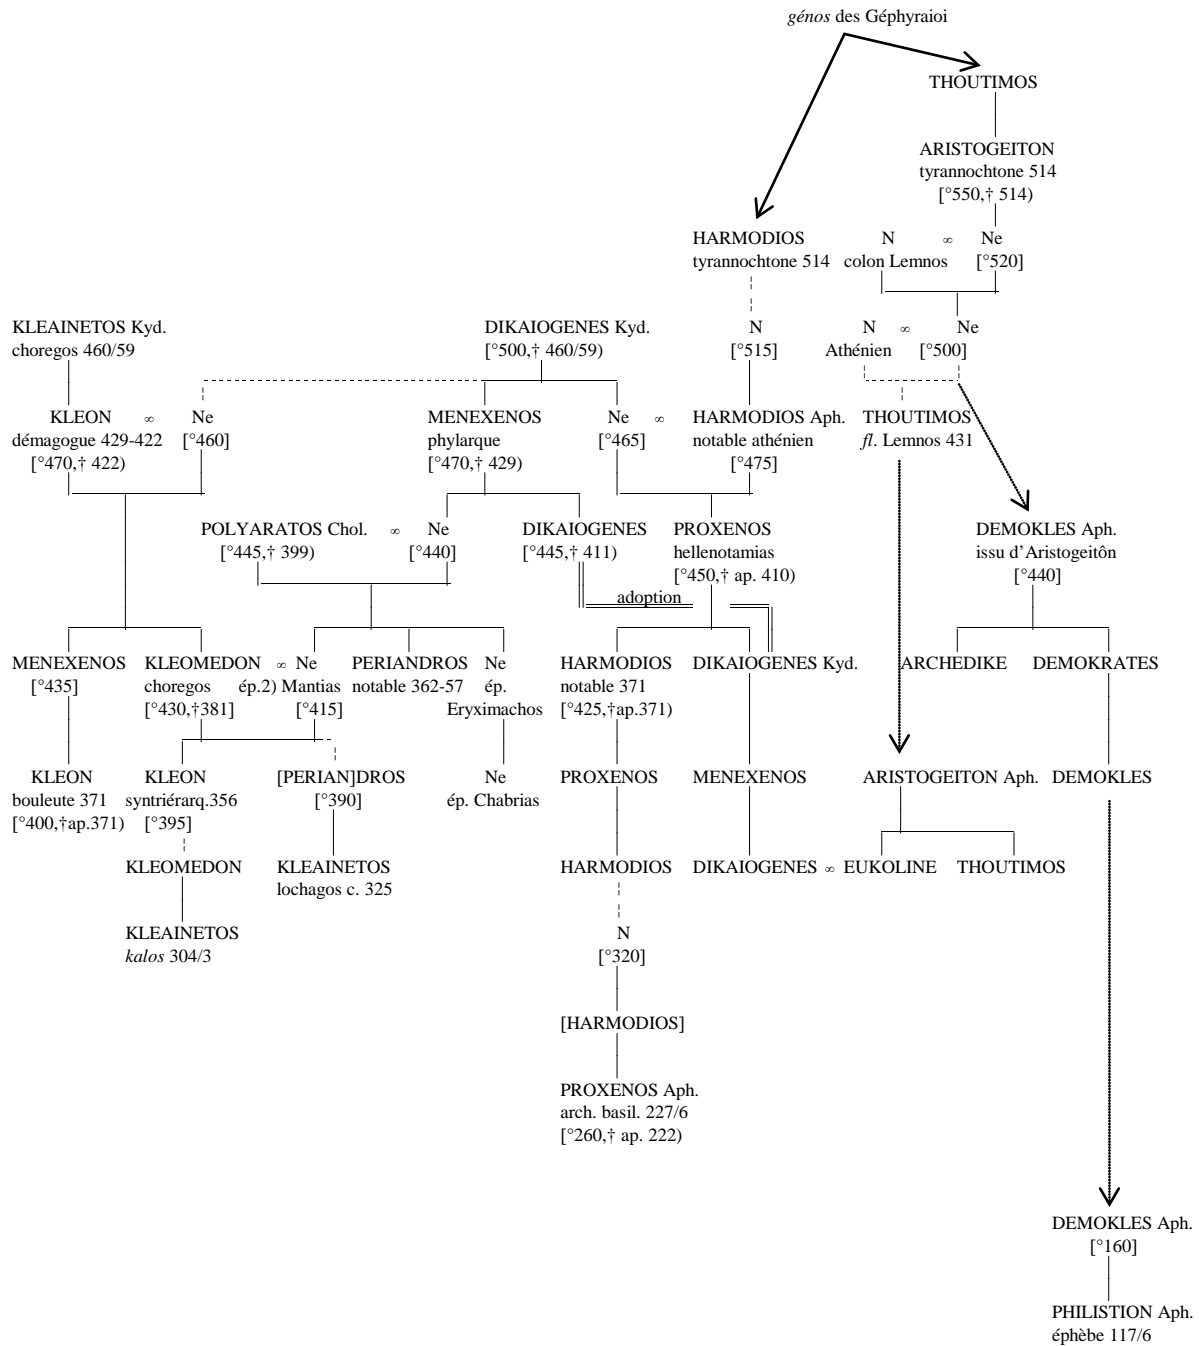 génos des Géphyraioi
THOUTIMOS
ARISTOGEITON
tyrannochtone 514
[°550,† 514)
HARMODIOS N ∞ Ne
tyrannochtone 514 colon Lemnos [°520]
KLEAINETOS Kyd. DIKAIOGENES Kyd. N N ∞ Ne
choregos 460/59 [°500,† 460/59) [°515] Athénien [°500]
KLEON ∞ Ne MENEXENOS Ne ∞ HARMODIOS Aph. THOUTIMOS
démagogue 429-422 [°460] phylarque [°465] notable athénien fl. Lemnos 431
[°470,† 422) [°470,† 429) [°475]
POLYARATOS Chol. ∞ Ne DIKAIOGENES PROXENOS DEMOKLES Aph.
[°445,† 399) [°440] [°445,† 411) hellenotamias issu d'Aristogeitôn
[°450,† ap. 410) [°440]
adoption
MENEXENOS KLEOMEDON ∞ Ne PERIANDROS Ne HARMODIOS DIKAIOGENES Kyd. ARCHEDIKE DEMOKRATES
[°435] choregos ép.2) Mantias notable 362-57 ép. notable 371
[°430,†381] [°415] Eryximachos [°425,†ap.371)
KLEON KLEON [PERIAN]DROS Ne PROXENOS MENEXENOS ARISTOGEITON Aph. DEMOKLES
bouleute 371 syntriérarq.356 [°390] ép. Chabrias
[°400,†ap.371) [°395]
KLEOMEDON KLEAINETOS HARMODIOS DIKAIOGENES ∞ EUKOLINE THOUTIMOS
lochagos c. 325
KLEAINETOS N
kalos 304/3 [°320]
[HARMODIOS]
PROXENOS Aph.
arch. basil. 227/6
[°260,† ap. 222)
DEMOKLES Aph.
[°160]
PHILISTION Aph.
éphèbe 117/6